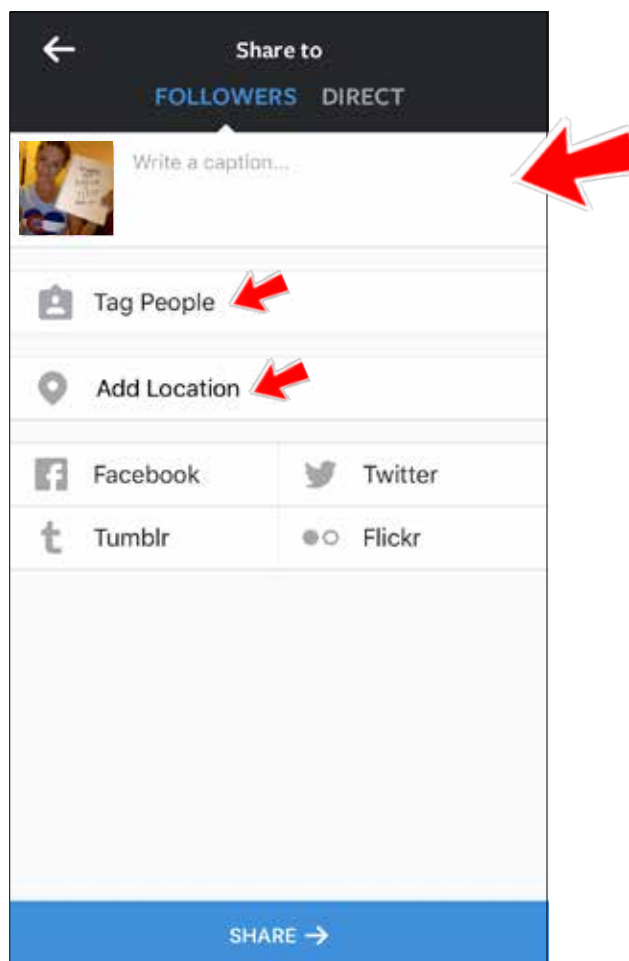 Share to
FOLLOWERS DIRECT
Write a caption...
Tag People
Add Location
Facebook Twitter
Tumblr Flickr
SHARE →